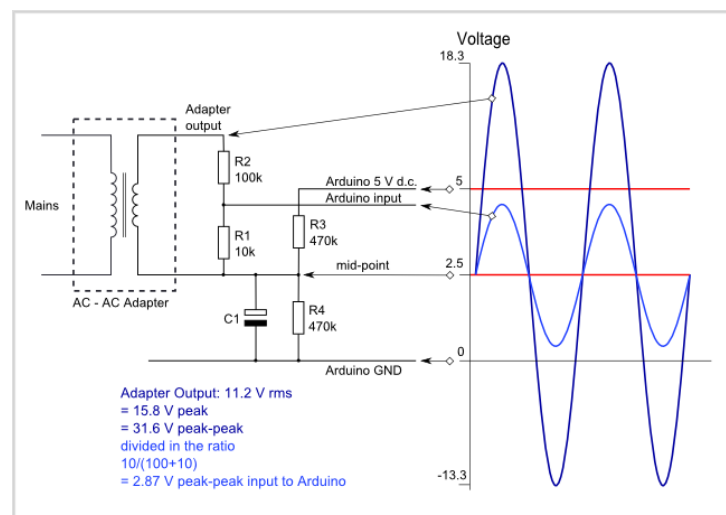 Voltage
18.3
Adapter
output
R2
100k
Arduino 5 V d.c.
5
Arduino input
Mains
R3
470k
R1
10k
mid-point
2.5
AC - AC Adapter
C1
R4
470k
0
Arduino GND
Adapter Output: 11.2 V rms
= 15.8 V peak
= 31.6 V peak-peak
divided in the ratio
10/(100+10)
= 2.87 V peak-peak input to Arduino
-13.3